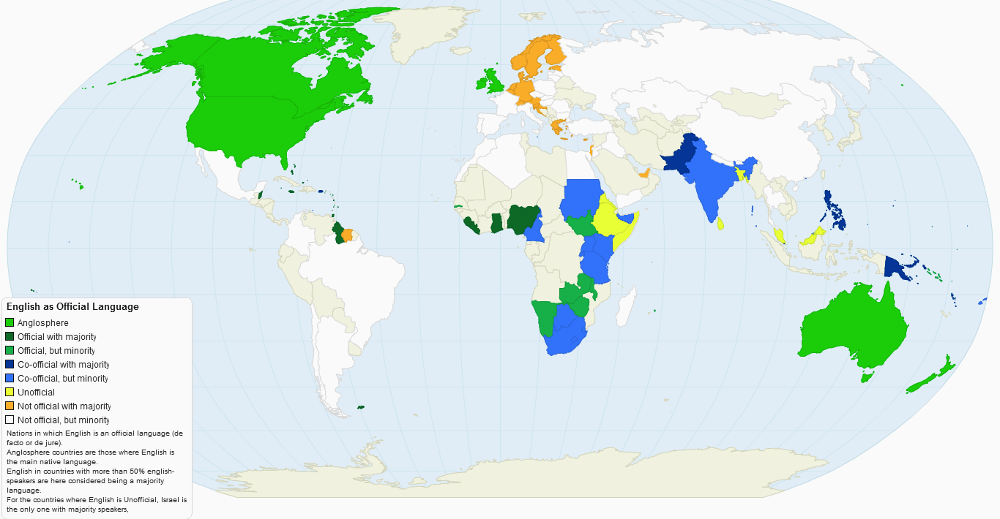 English as Official Language
Anglosphere
Official with majority
Official, but minority
Co-official with majority
Co-official, but minority
Unofficial
Not official with majority
Not official, but minority
Nations in which English is an official language (de
facto or de jure).
Anglosphere countries are those where English is
the main native language.
English in countries with more than 50% english-
speakers are here considered being a majority
language.
For the countries where English is Unofficial, Israel is
the only one with majority speakers,